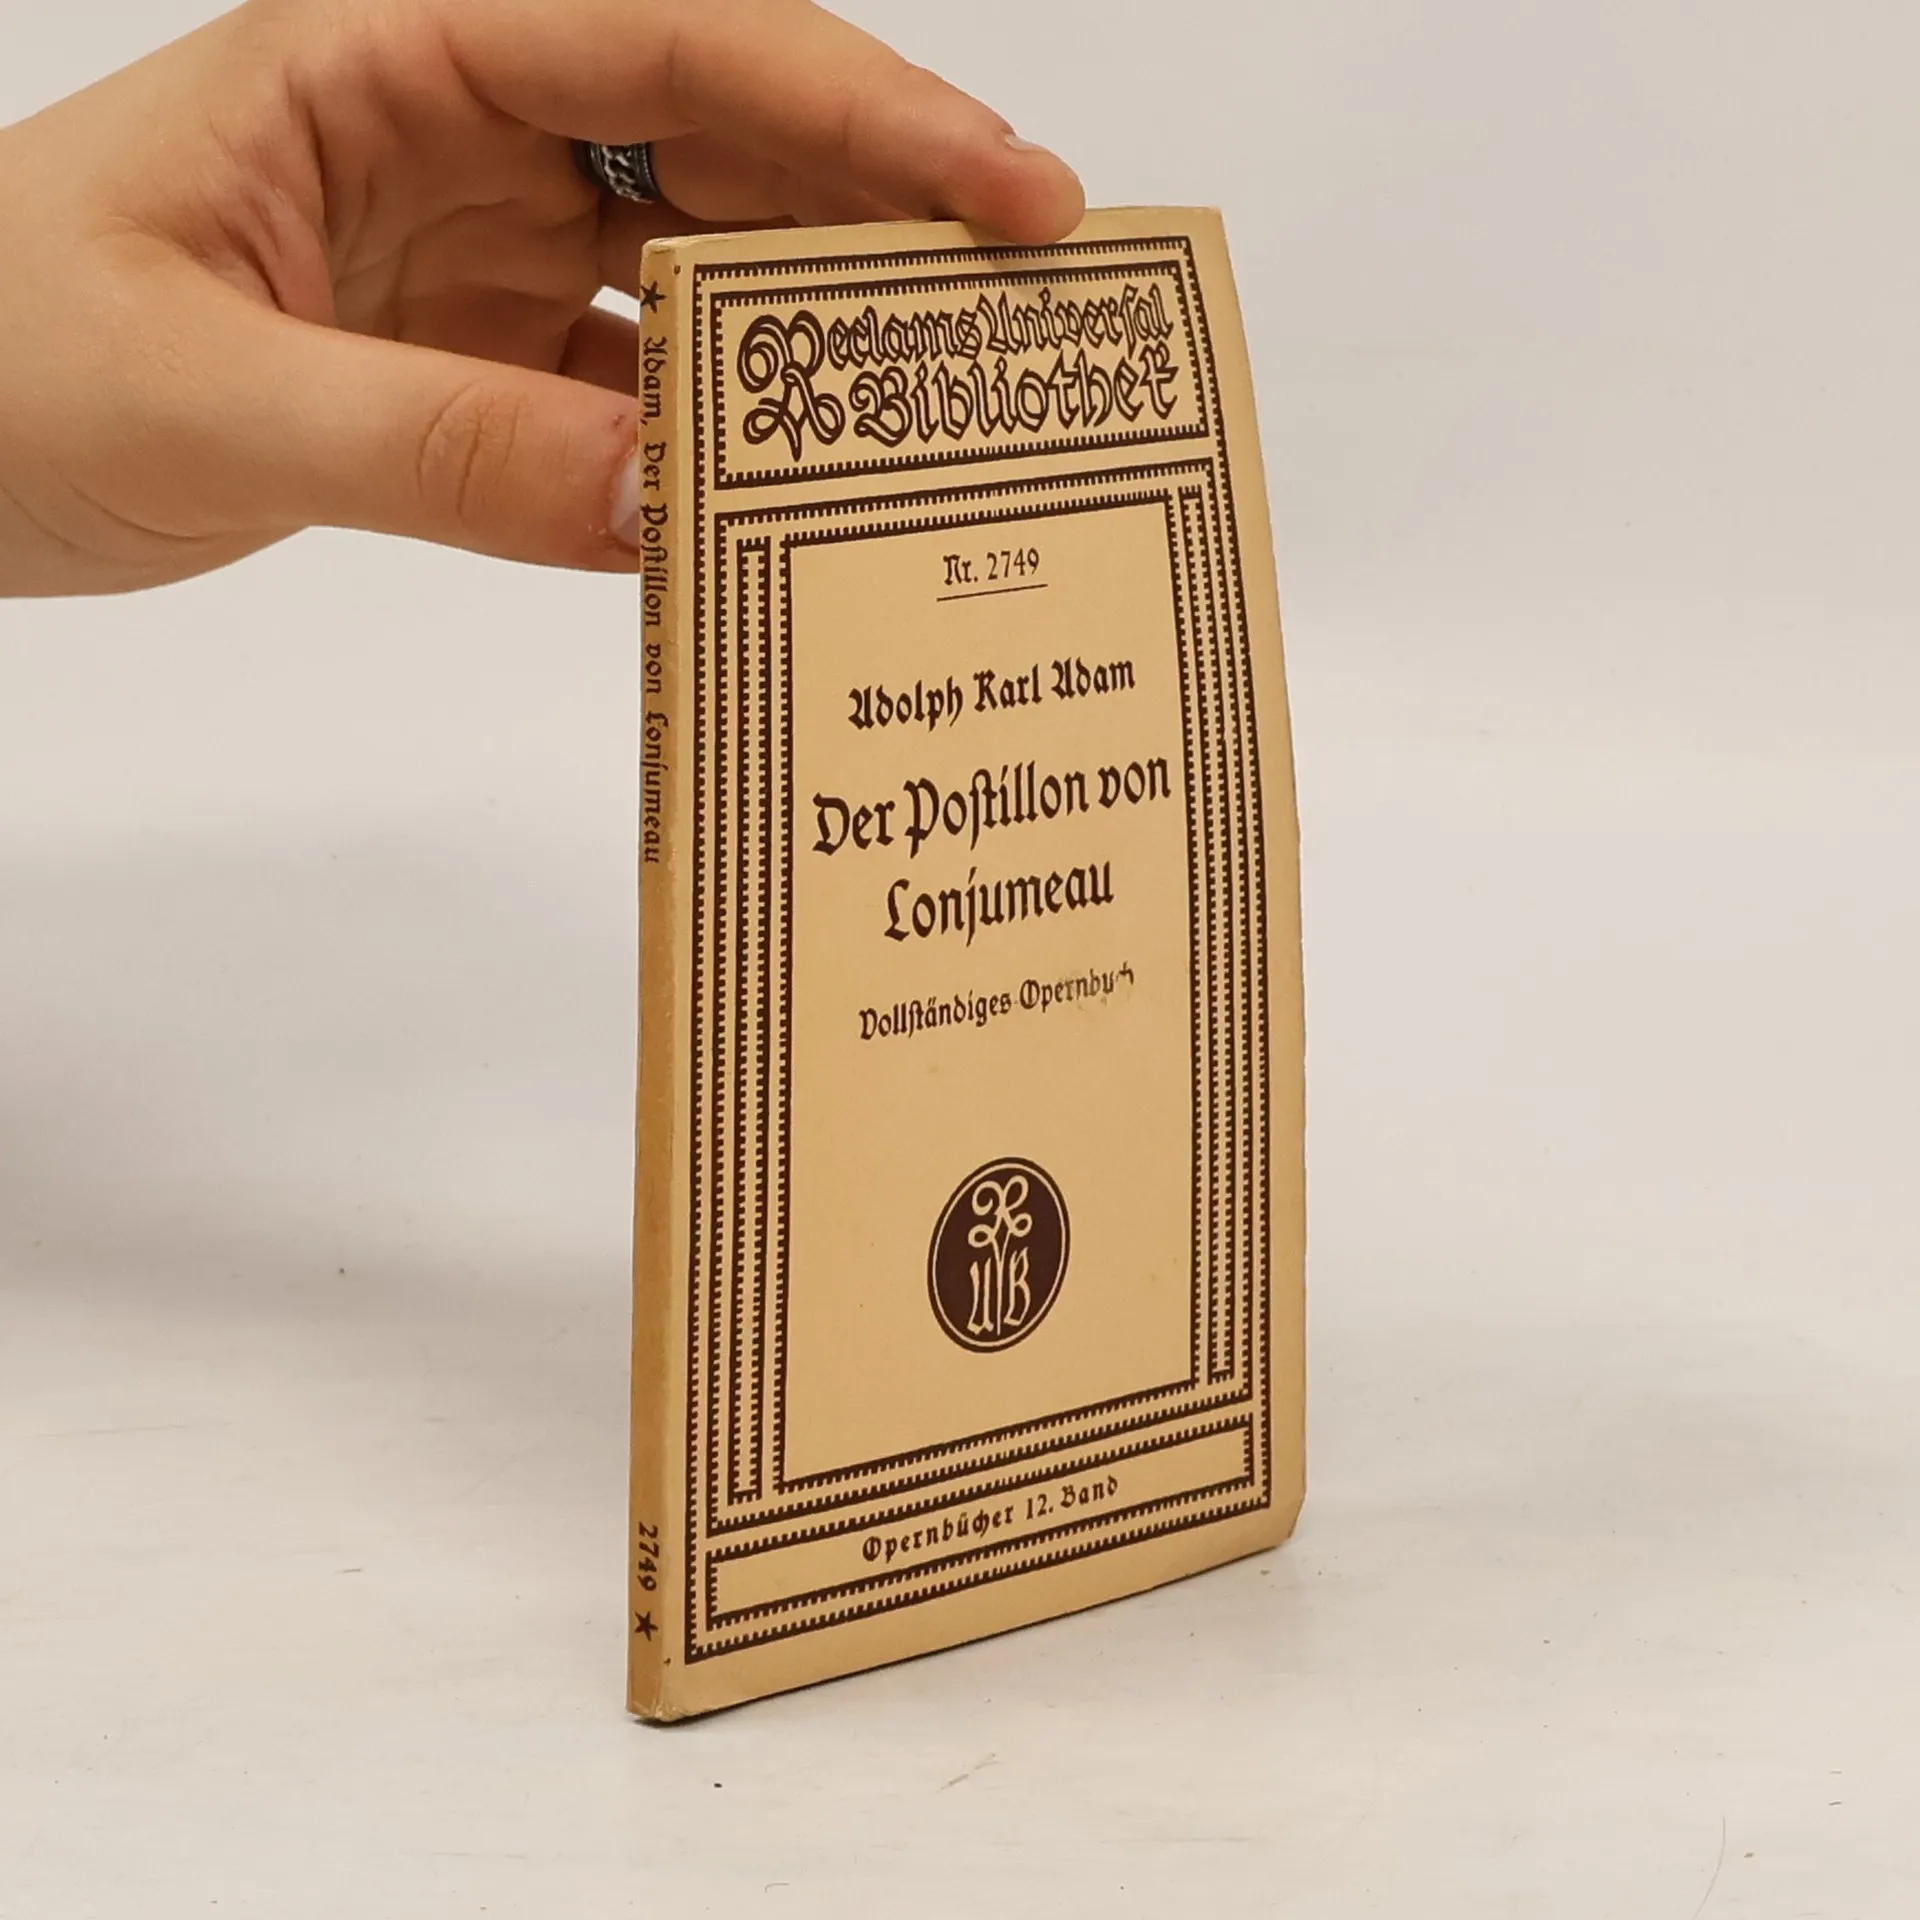 Reclams Universal
Bibliothek
Nr. 2749
Adolph Karl Adam
Der Postillon von
Lonjumeau
Vollständiges Opernbuch
RUB
Opernbücher 12. Band
★ Adam, Der Postillon von Lonjumeau 2749 ★